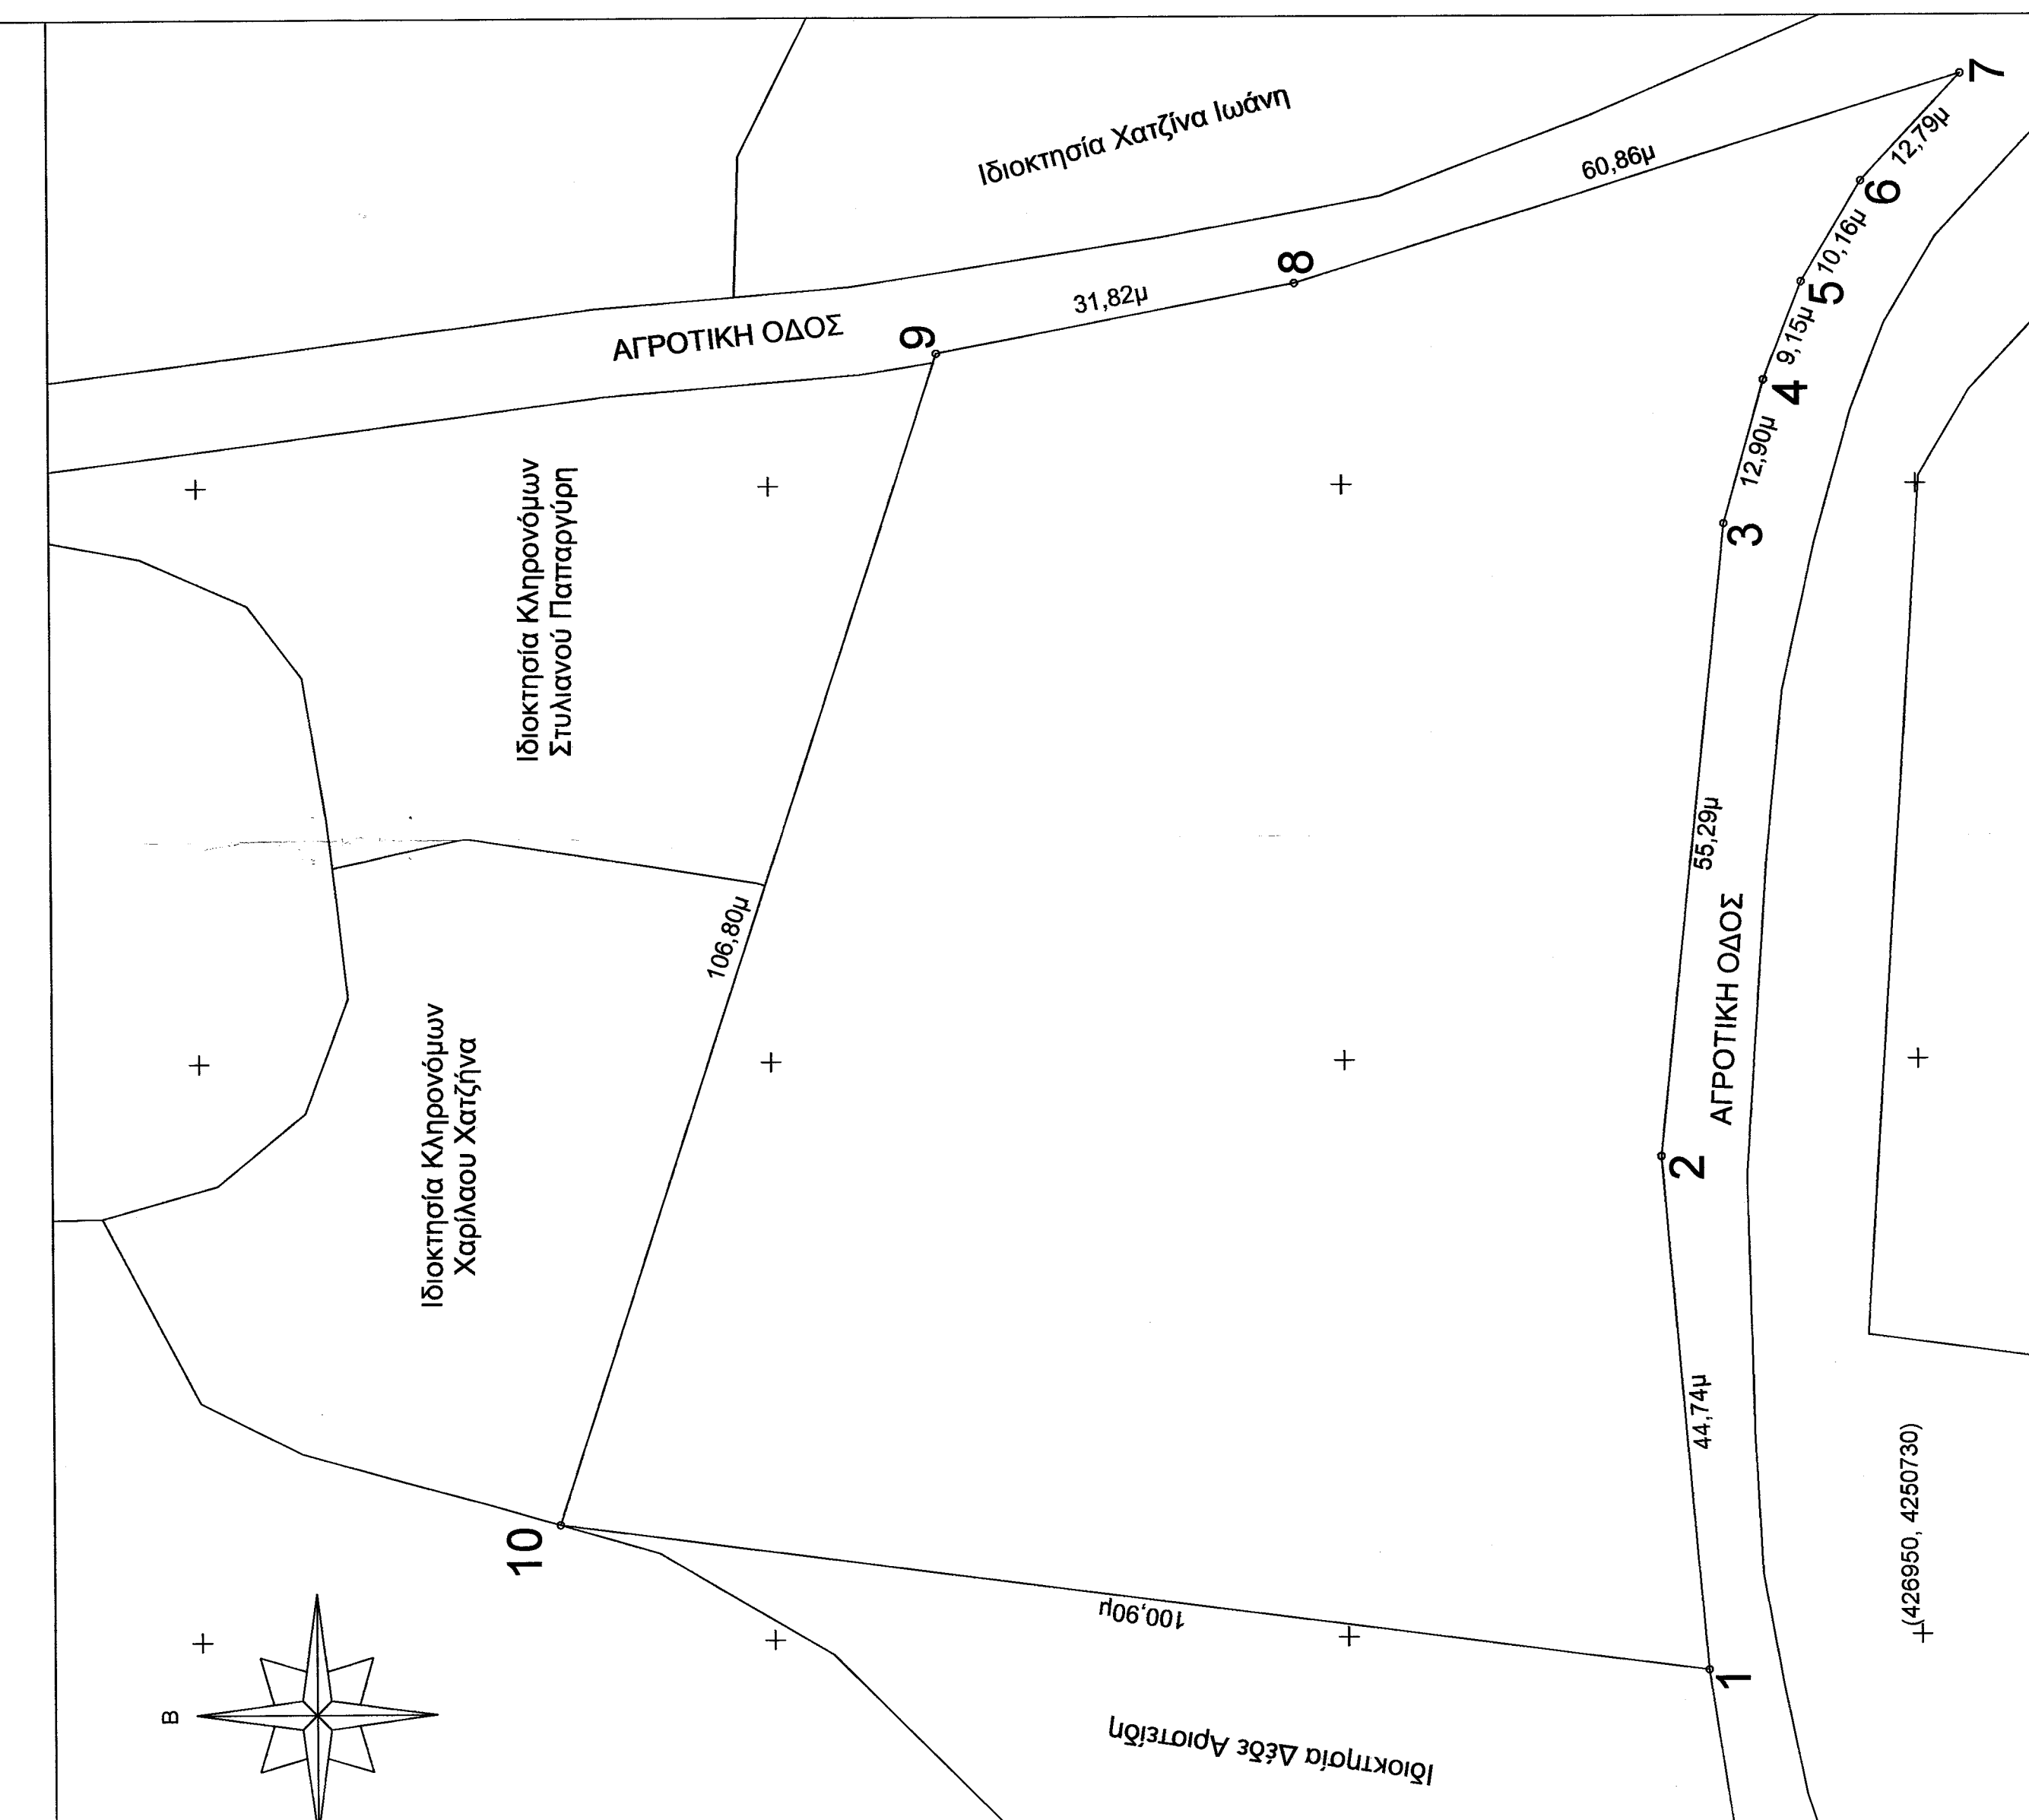 Ιδιοκτησία Χατζίνα Ιωάνη
7
12,79μ
60,86μ
6
10,16μ
8
5
31,82μ
9,15μ
ΑΓΡΟΤΙΚΗ ΟΔΟΣ
9
4
12,90μ
3
Ιδιοκτησία Κληρονόμων
Στυλιανού Παπαργύρη
55,29μ
106,80μ
ΑΓΡΟΤΙΚΗ ΟΔΟΣ
Ιδιοκτησία Κληρονόμων
Χαρίλαου Χατζήνα
2
44,74μ
(426950, 4250730)
10
100,90μ
1
Β
Ιδιοκτησία Δέδε Αριστείδη